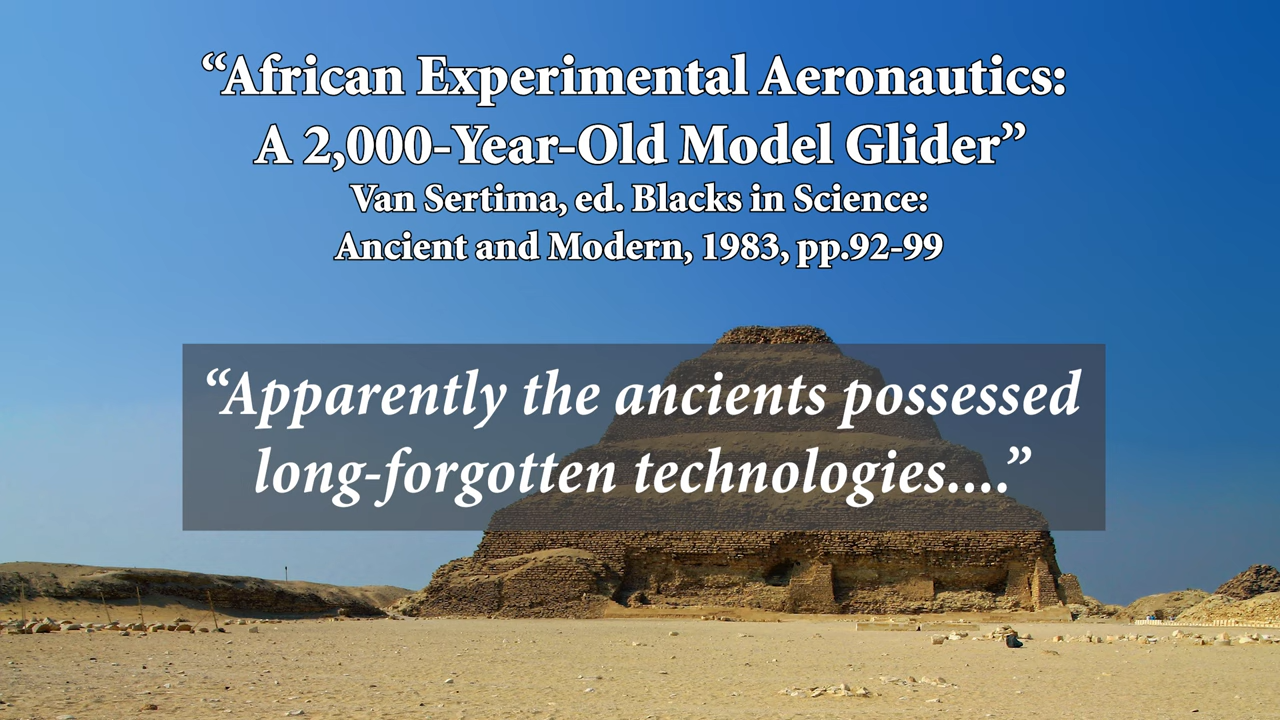 “African Experimental Aeronautics:
A 2,000-Year-Old Model Glider”
Van Sertima, ed. Blacks in Science:
Ancient and Modern, 1983, pp.92-99
“Apparently the ancients possessed
long-forgotten technologies....”